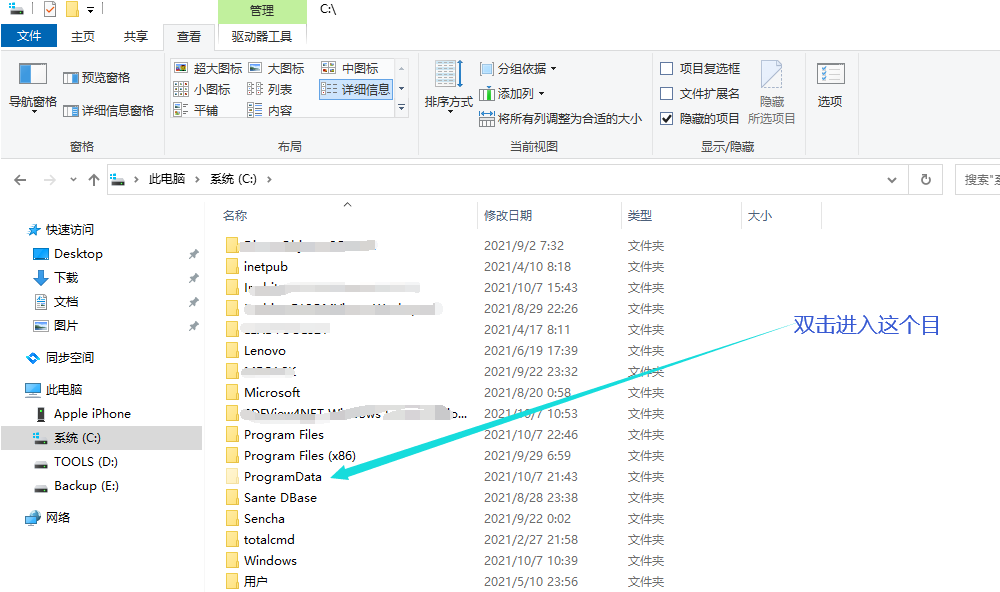 管理
C:\
文件 主页 共享 查看 驱动器工具
导航窗格
预览窗格
详细信息窗格
窗格
超大图标 大图标 中图标
小图标 列表 详细信息
平铺 内容
布局
排序方式
分组依据
添加列
将所有列调整为合适的大小
当前视图
项目复选框
文件扩展名
隐藏的项目
隐藏
所选项目
显示/隐藏
选项
此电脑 系统 (C:)
搜索"系
快速访问
Desktop
下载
文档
图片
同步空间
此电脑
Apple iPhone
系统 (C:)
TOOLS (D:)
Backup (E:)
网络
名称 修改日期 类型 大小
2021/9/2 7:32 文件夹
inetpub 2021/4/10 8:18 文件夹
2021/10/7 15:43 文件夹
2021/8/29 22:26 文件夹
2021/4/17 8:11 文件夹
Lenovo 2021/6/19 17:39 文件夹
2021/9/22 23:32 文件夹
Microsoft 2021/8/20 0:58 文件夹
2021/10/7 10:53 文件夹
Program Files 2021/10/7 22:46 文件夹
Program Files (x86) 2021/9/29 6:59 文件夹
ProgramData 2021/10/7 21:43 文件夹
Sante DBase 2021/8/28 23:38 文件夹
Sencha 2021/9/22 0:02 文件夹
totalcmd 2021/2/27 21:58 文件夹
Windows 2021/10/7 10:39 文件夹
用户 2021/5/10 23:56 文件夹
双击进入这个目